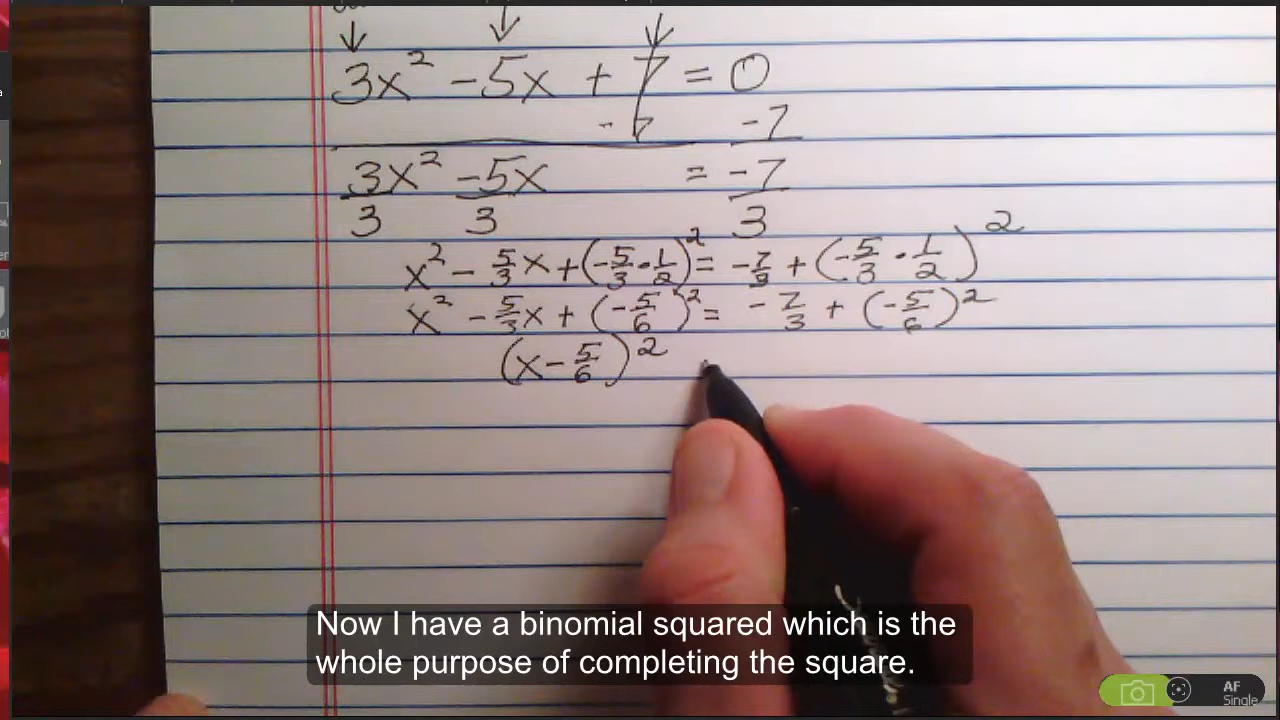 3x² - 5x + 7 = 0
- 7 -7
3x² - 5x = -7
3 3 3
x² - 5/3 x + (-5/3 · 1/2)² = -7/3 + (-5/3 · 1/2)²
x² - 5/3 x + (-5/6)² = -7/3 + (-5/6)²
(x - 5/6)²
Now I have a binomial squared which is the
whole purpose of completing the square.
AF
Single